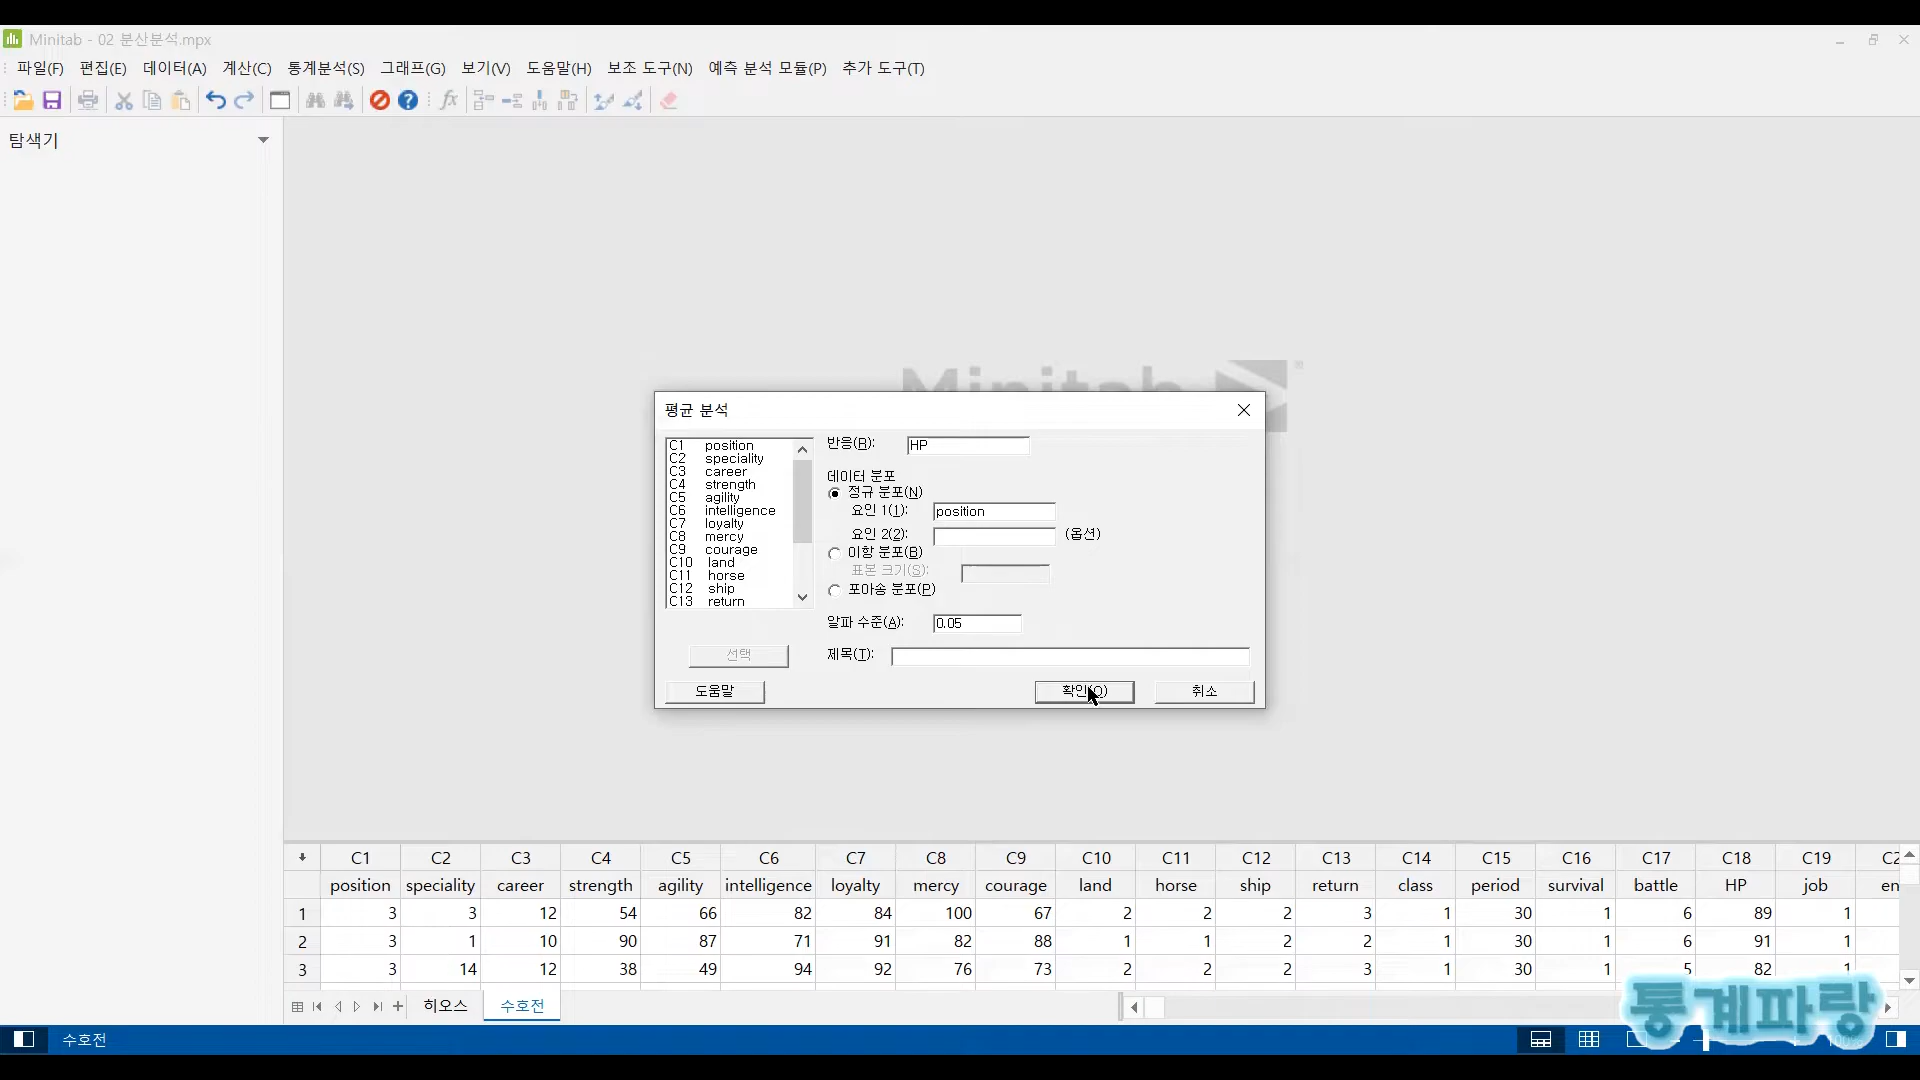 Minitab - 02 분산분석.mpx
파일(F) 편집(E) 데이터(A) 계산(C) 통계분석(S) 그래프(G) 보기(V) 도움말(H) 보조 도구(N) 예측 분석 모듈(P) 추가 도구(T)
탐색기
Minitab
평균 분석
C1 position
C2 speciality
C3 career
C4 strength
C5 agility
C6 intelligence
C7 loyalty
C8 mercy
C9 courage
C10 land
C11 horse
C12 ship
C13 return
반응(R): HP
데이터 분포
정규 분포(N)
요인 1(1): position
요인 2(2): (옵션)
이항 분포(B)
표본 크기(S):
포아송 분포(P)
알파 수준(A): 0.05
선택
제목(T):
도움말 확인(O) 취소
C1 C2 C3 C4 C5 C6 C7 C8 C9 C10 C11 C12 C13 C14 C15 C16 C17 C18 C19
position speciality career strength agility intelligence loyalty mercy courage land horse ship return class period survival battle HP job en
1 3 3 12 54 66 82 84 100 67 2 2 2 3 1 30 1 6 89 1
2 3 1 10 90 87 71 91 82 88 1 1 2 2 1 30 1 6 91 1
3 3 14 12 38 49 94 92 76 73 2 2 2 3 1 30 1 5 82 1
히오스 수호전
통계파랑
수호전